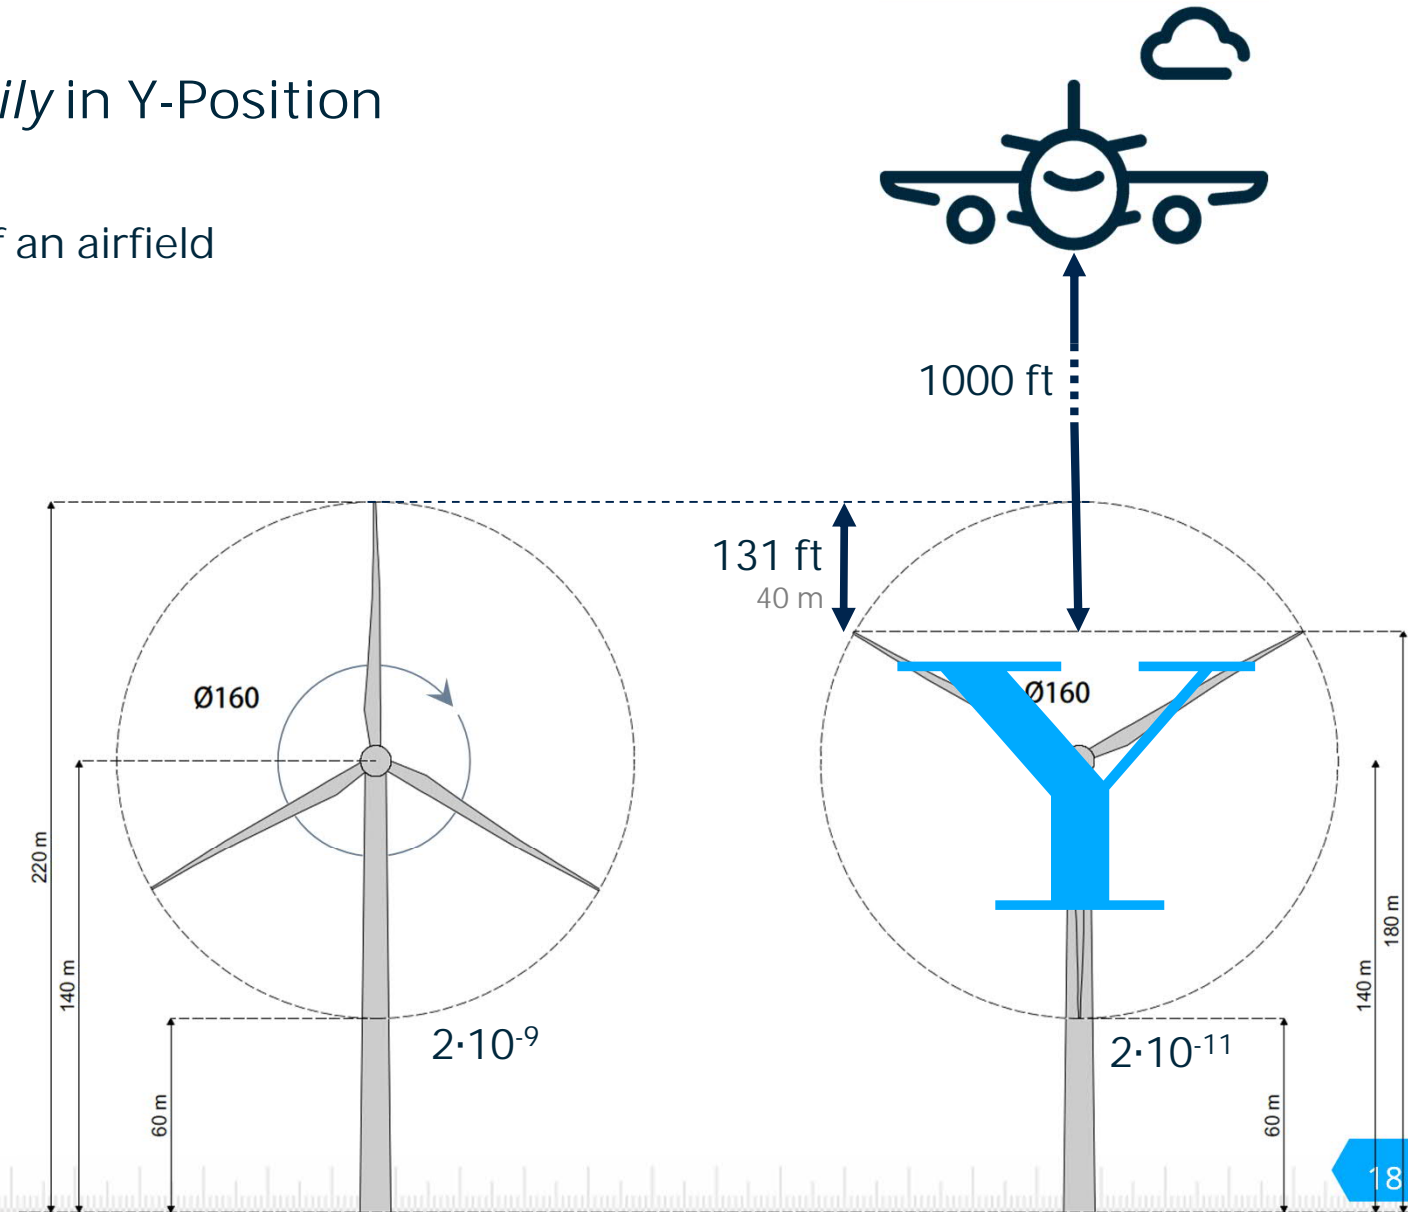 ily in Y-Position
f an airfield
1000 ft
131 ft
40 m
Ø160
Ø160
Y
220 m
140 m
60 m
2·10-9
2·10-11
60 m
140 m
180 m
18